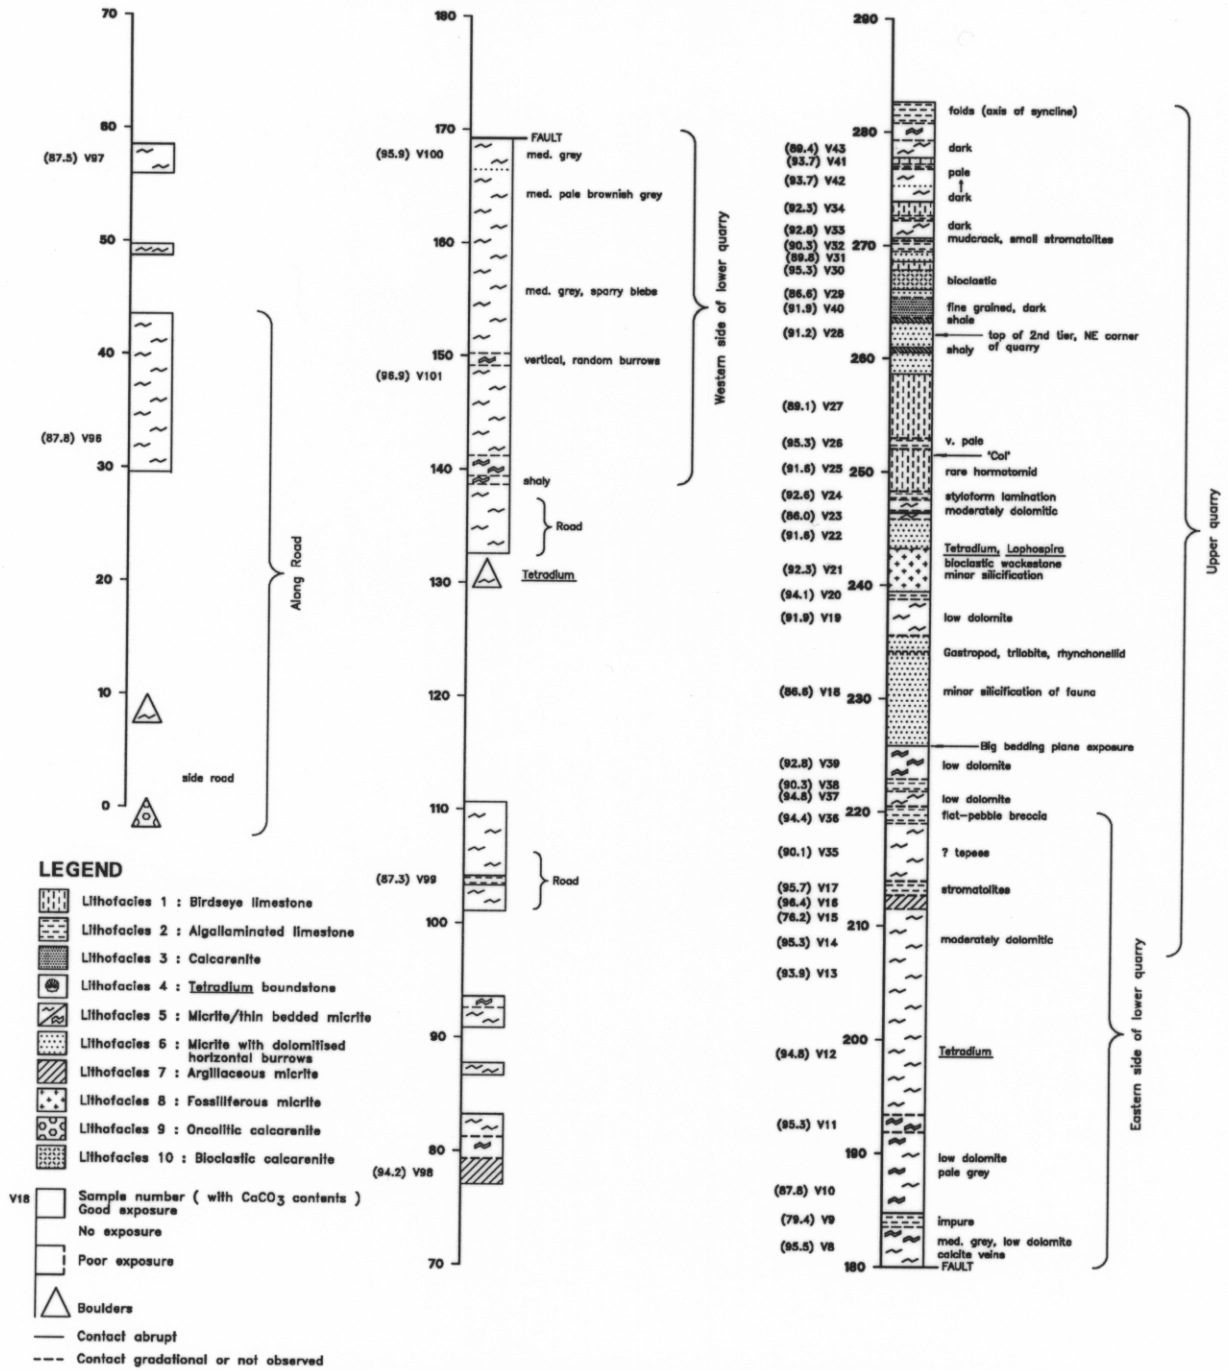 70
60
(87.5) V97
50
40
(87.8) V96
30
20
10
side road
0
Along Road
180
170
FAULT
(95.9) V100
med. grey
med. pale brownish grey
160
med. grey, sparry blebs
150
vertical, random burrows
(96.9) V101
140
shaly
Road
130
Tetradium
120
110
(87.3) V99
Road
100
90
80
(94.2) V98
70
Western side of lower quarry
290
folds (axis of syncline)
280
(89.4) V43
dark
(93.7) V41
pale
(93.7) V42
dark
(92.3) V34
(92.8) V33
dark
(90.3) V32
270
mudcrack, small stromatolites
(89.8) V31
(95.3) V30
bioclastic
(86.6) V29
(91.9) V40
fine grained, dark
shale
(91.2) V28
top of 2nd tier, NE corner
of quarry
shaly
260
(89.1) V27
(95.3) V26
v. pale
'Col'
(91.6) V25
250
rare hormotomid
(92.6) V24
styloform lamination
(86.0) V23
moderately dolomitic
(91.6) V22
Tetradium, Lophospira
bioclastic wackestone
(92.3) V21
minor silicification
240
(94.1) V20
(91.9) V19
low dolomite
Gastropod, trilobite, rhynchonellid
(86.6) V18
230
minor silicification of fauna
Big bedding plane exposure
(92.8) V39
low dolomite
(90.3) V38
(94.8) V37
low dolomite
(94.4) V36
220
flat-pebble breccia
(90.1) V35
? tepees
(95.7) V17
stromatolites
(96.4) V16
(76.2) V15
210
(95.3) V14
moderately dolomitic
(93.9) V13
200
(94.8) V12
Tetradium
(95.3) V11
190
low dolomite
pale grey
(87.8) V10
(79.4) V9
impure
med. grey, low dolomite
(95.5) V8
calcite veins
180
FAULT
Upper quarry
Eastern side of lower quarry
LEGEND
Lithofacies 1 : Birdseye limestone
Lithofacies 2 : Algallaminated limestone
Lithofacies 3 : Calcarenite
Lithofacies 4 : Tetradium boundstone
Lithofacies 5 : Micrite/thin bedded micrite
Lithofacies 6 : Micrite with dolomitised
horizontal burrows
Lithofacies 7 : Argillaceous micrite
Lithofacies 8 : Fossiliferous micrite
Lithofacies 9 : Oncolitic calcarenite
Lithofacies 10 : Bioclastic calcarenite
V18
Sample number ( with CaCO3 contents )
Good exposure
No exposure
Poor exposure
Boulders
Contact abrupt
Contact gradational or not observed